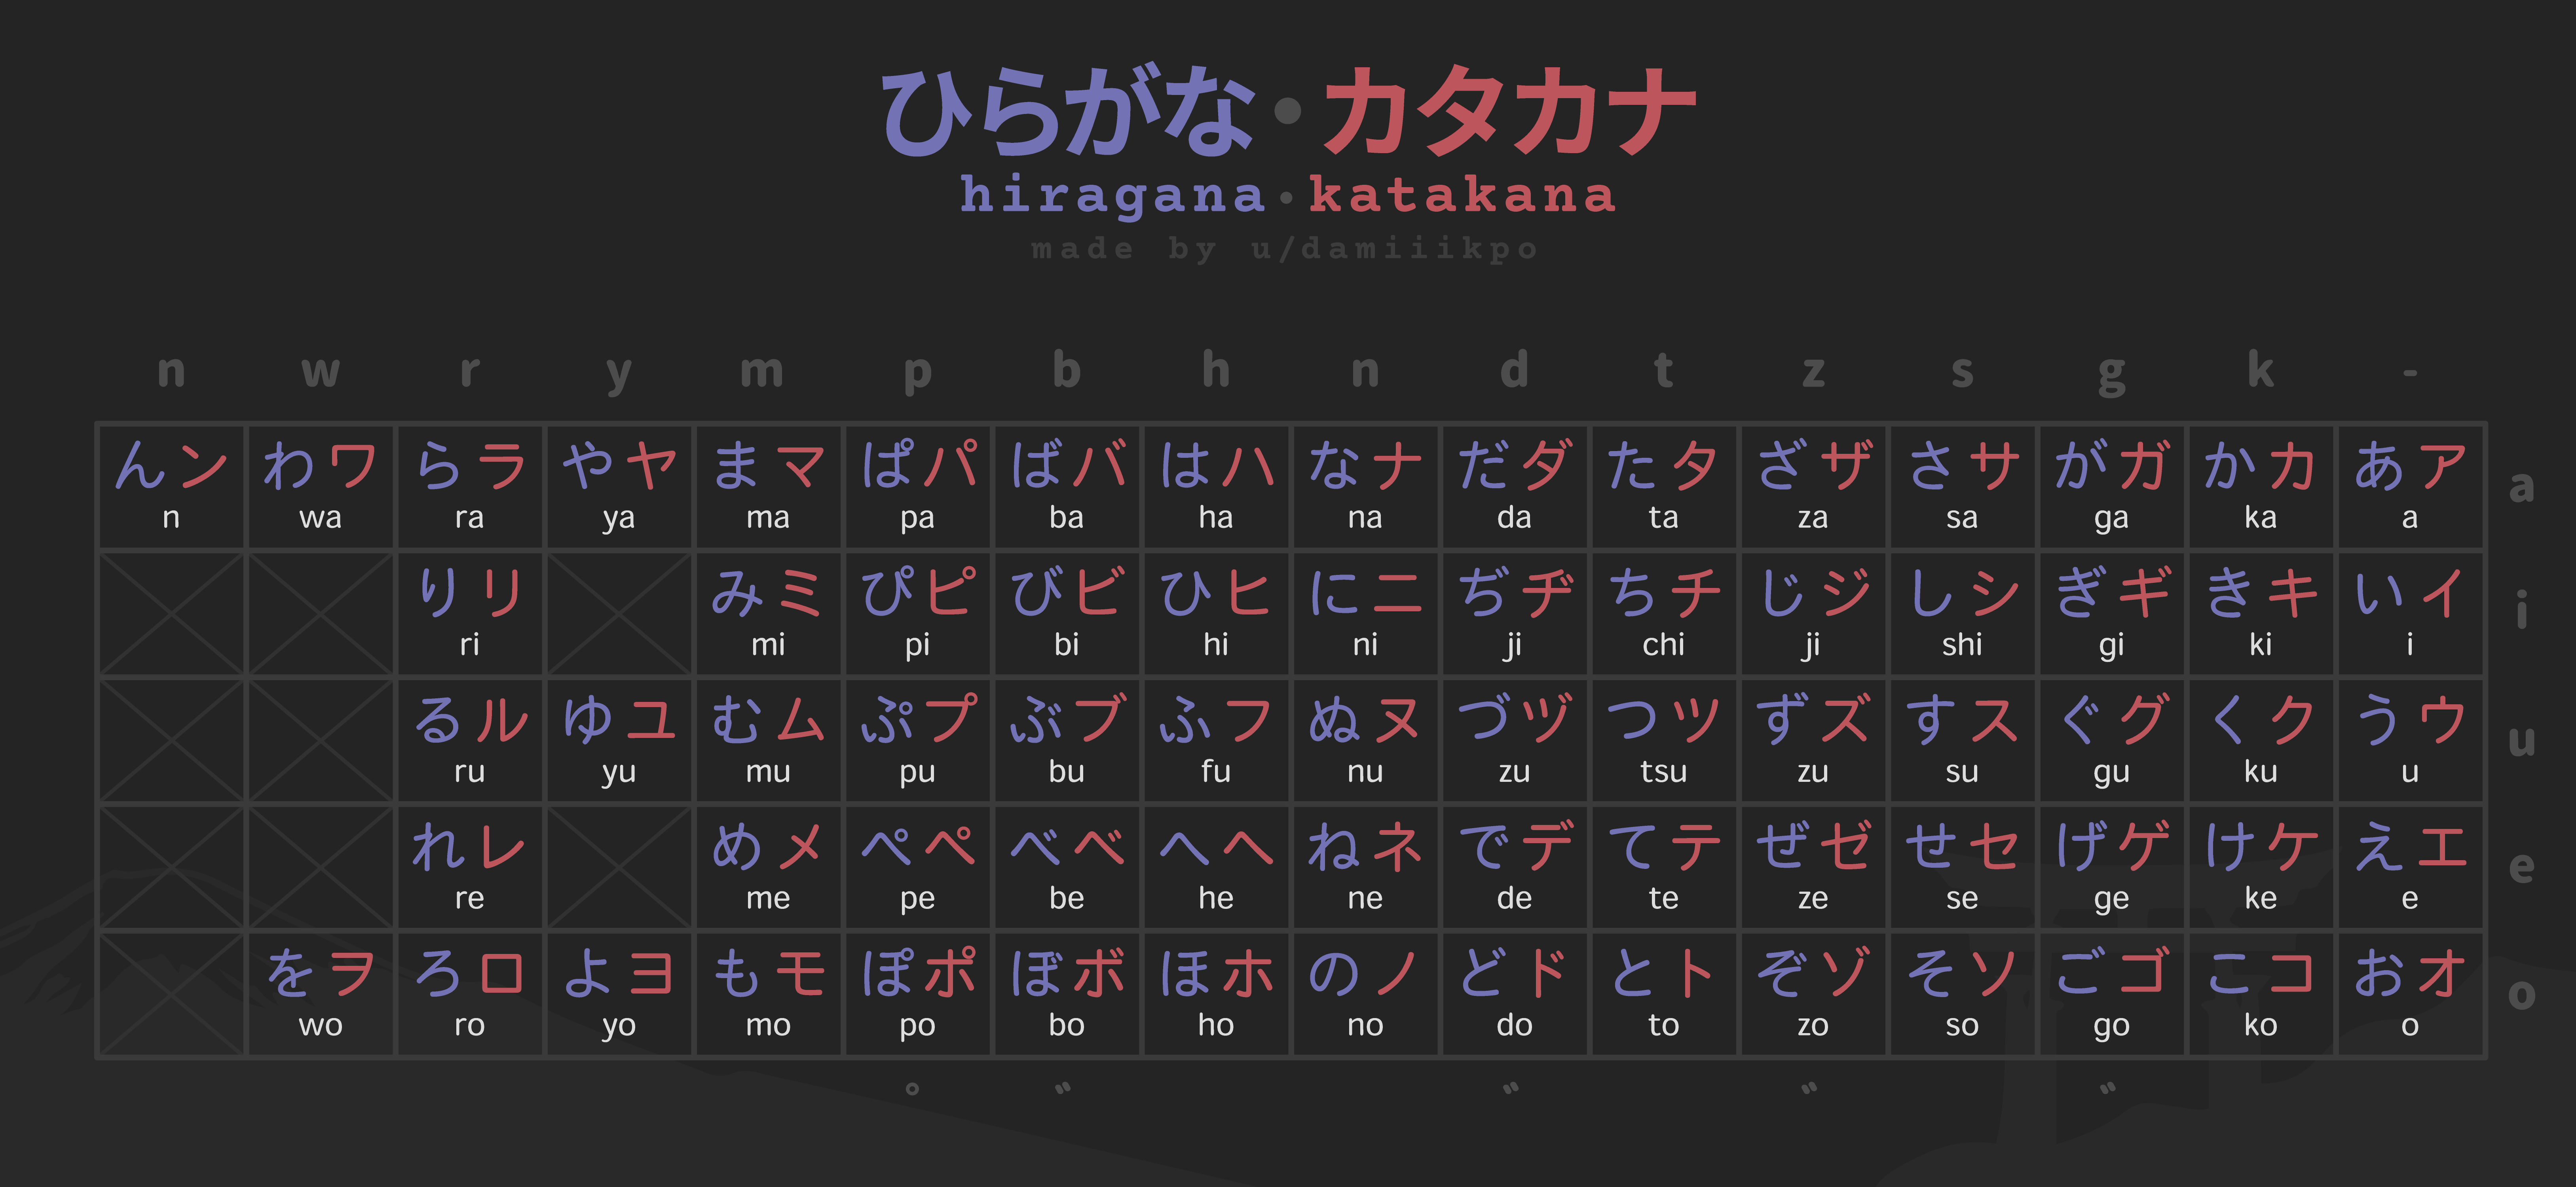 ひらがな・カタカナ
hiragana・katakana
made by u/damiiikpo
n w r y m p b h n d t z s g k -
んン わワ らラ やヤ まマ ぱパ ばバ はハ なナ だダ たタ ざザ さサ がガ かカ あア a
n wa ra ya ma pa ba ha na da ta za sa ga ka a
りリ みミ ぴピ びビ ひヒ にニ ぢヂ ちチ じジ しシ ぎギ きキ いイ i
ri mi pi bi hi ni ji chi ji shi gi ki i
るル ゆユ むム ぷプ ぶブ ふフ ぬヌ づヅ つツ ずズ すス ぐグ くク うウ u
ru yu mu pu bu fu nu zu tsu zu su gu ku u
れレ めメ ぺペ べベ へヘ ねネ でデ てテ ぜゼ せセ げゲ けケ えエ e
re me pe be he ne de te ze se ge ke e
をヲ ろロ よヨ もモ ぽポ ぼボ ほホ のノ どド とト ぞゾ そソ ごゴ こコ おオ o
wo ro yo mo po bo ho no do to zo so go ko o
゜ ゛ ゛ ゛ ゛